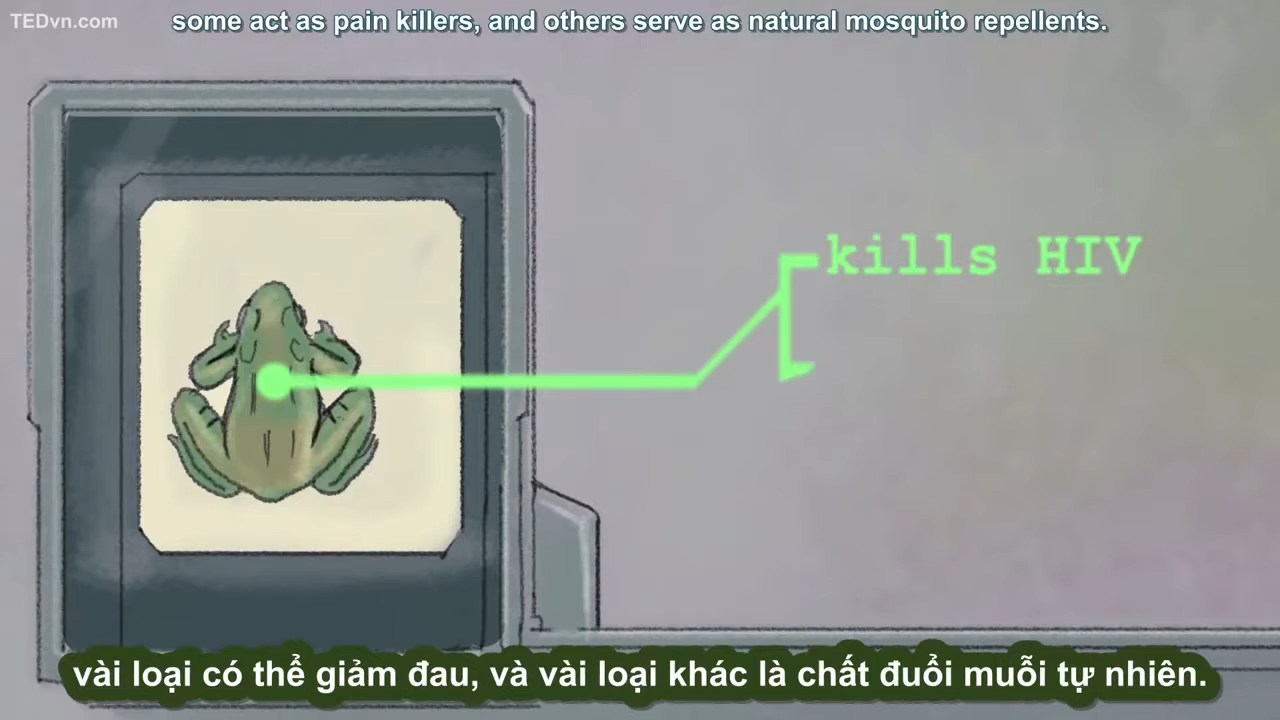 TEDvn.com
some act as pain killers, and others serve as natural mosquito repellents.
kills HIV
vài loại có thể giảm đau, và vài loại khác là chất đuổi muỗi tự nhiên.